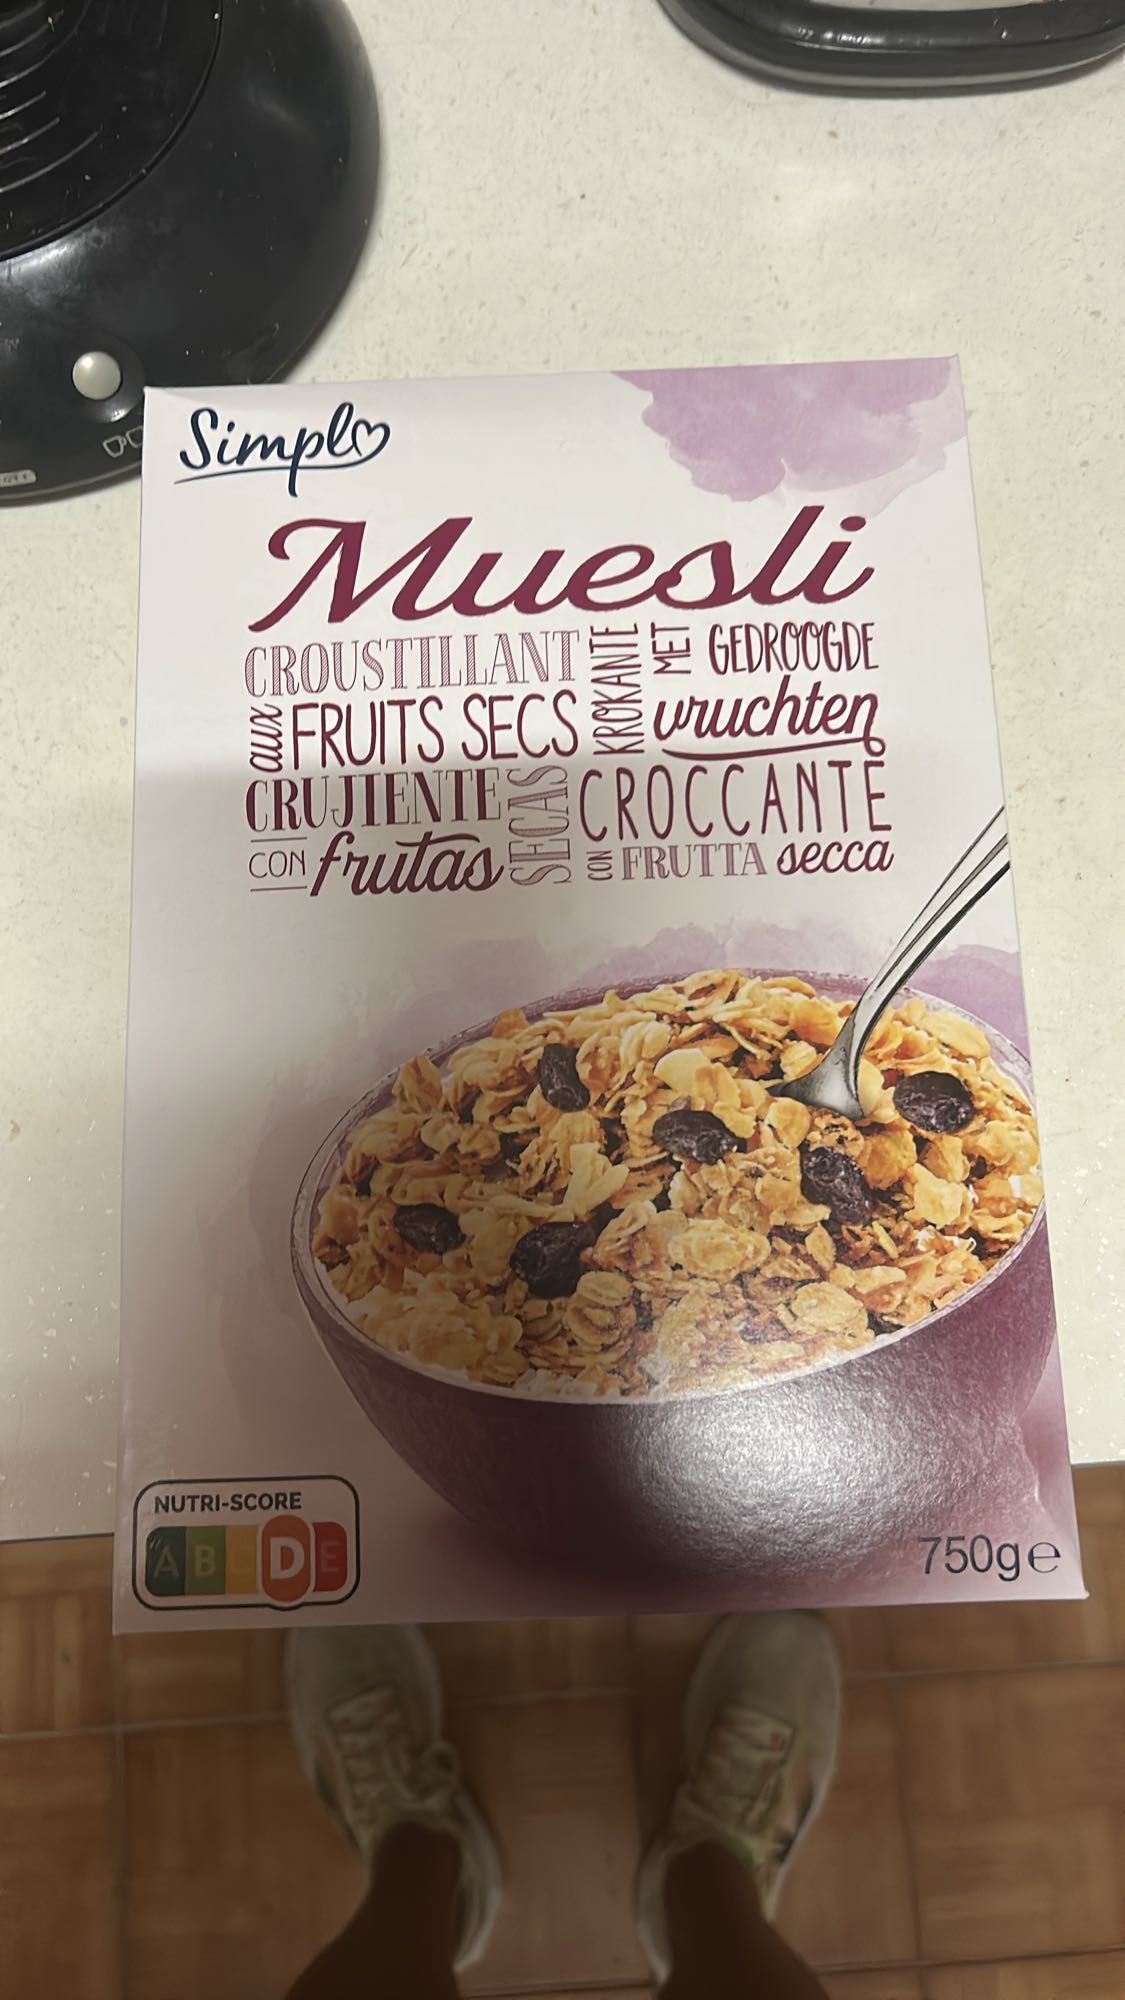 Simpl
Muesli
CROUSTILLANT
aux FRUITS SECS
KROKANTE
MET GEDROOGDE
vruchten
CRUJIENTE
CON frutas
SECAS
CROCCANTE
CON FRUTTA secca
NUTRI-SCORE
A B C D E
750g e